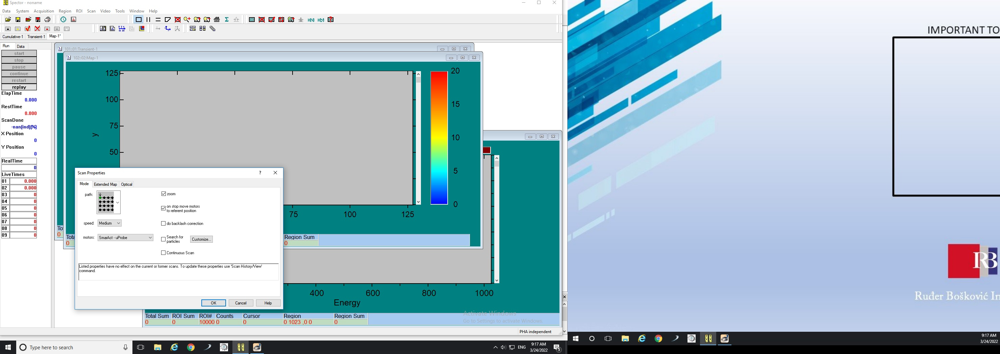 Spector - noname
Data System Acquisition Region ROI Scan Video Tools Window Help
Cumulative-1 Transient-1 Map-1*
Run Data
start
stop
pause
continue
restart
replay
ElapTime
0.000
RestTime
0.000
ScanDone
-nan(ind)(%)
X Position
0
Y Position
0
RealTime
0
LiveTimes
01 0.000
02 0.000
03 0
04 0
05 0
06 0
07 0
08 0
09 0
101::01:Transient-1
102::02:Map-1
125
100
75
50
y
75 100 125
20
15
10
5
0
To
0
Tota
0
Region Sum
0
Scan Properties
?
Mode Extended Map Optical
path:
zoom
on stop move motors
to referent position
speed: Medium
do backlash correction
motors: SmarAct - uProbe
Search for
particles
Customize...
Continuous Scan
Listed properties have no effect on the current or former scans. To update these properties use 'Scan History/View'
command.
OK Cancel Help
400 600 800 1000
Energy
Total Sum ROI Sum ROI# Counts Cursor Region Region Sum
0 0 10000 0 0 0 1023 ,0 0 0
Activate Windows
Go to Settings to activate Windows.
PHA independent
Type here to search
ENG
9:17 AM
3/24/2022
5
IMPORTANT TO
RB
Ruđer Bošković In
9:17 AM
3/24/2022